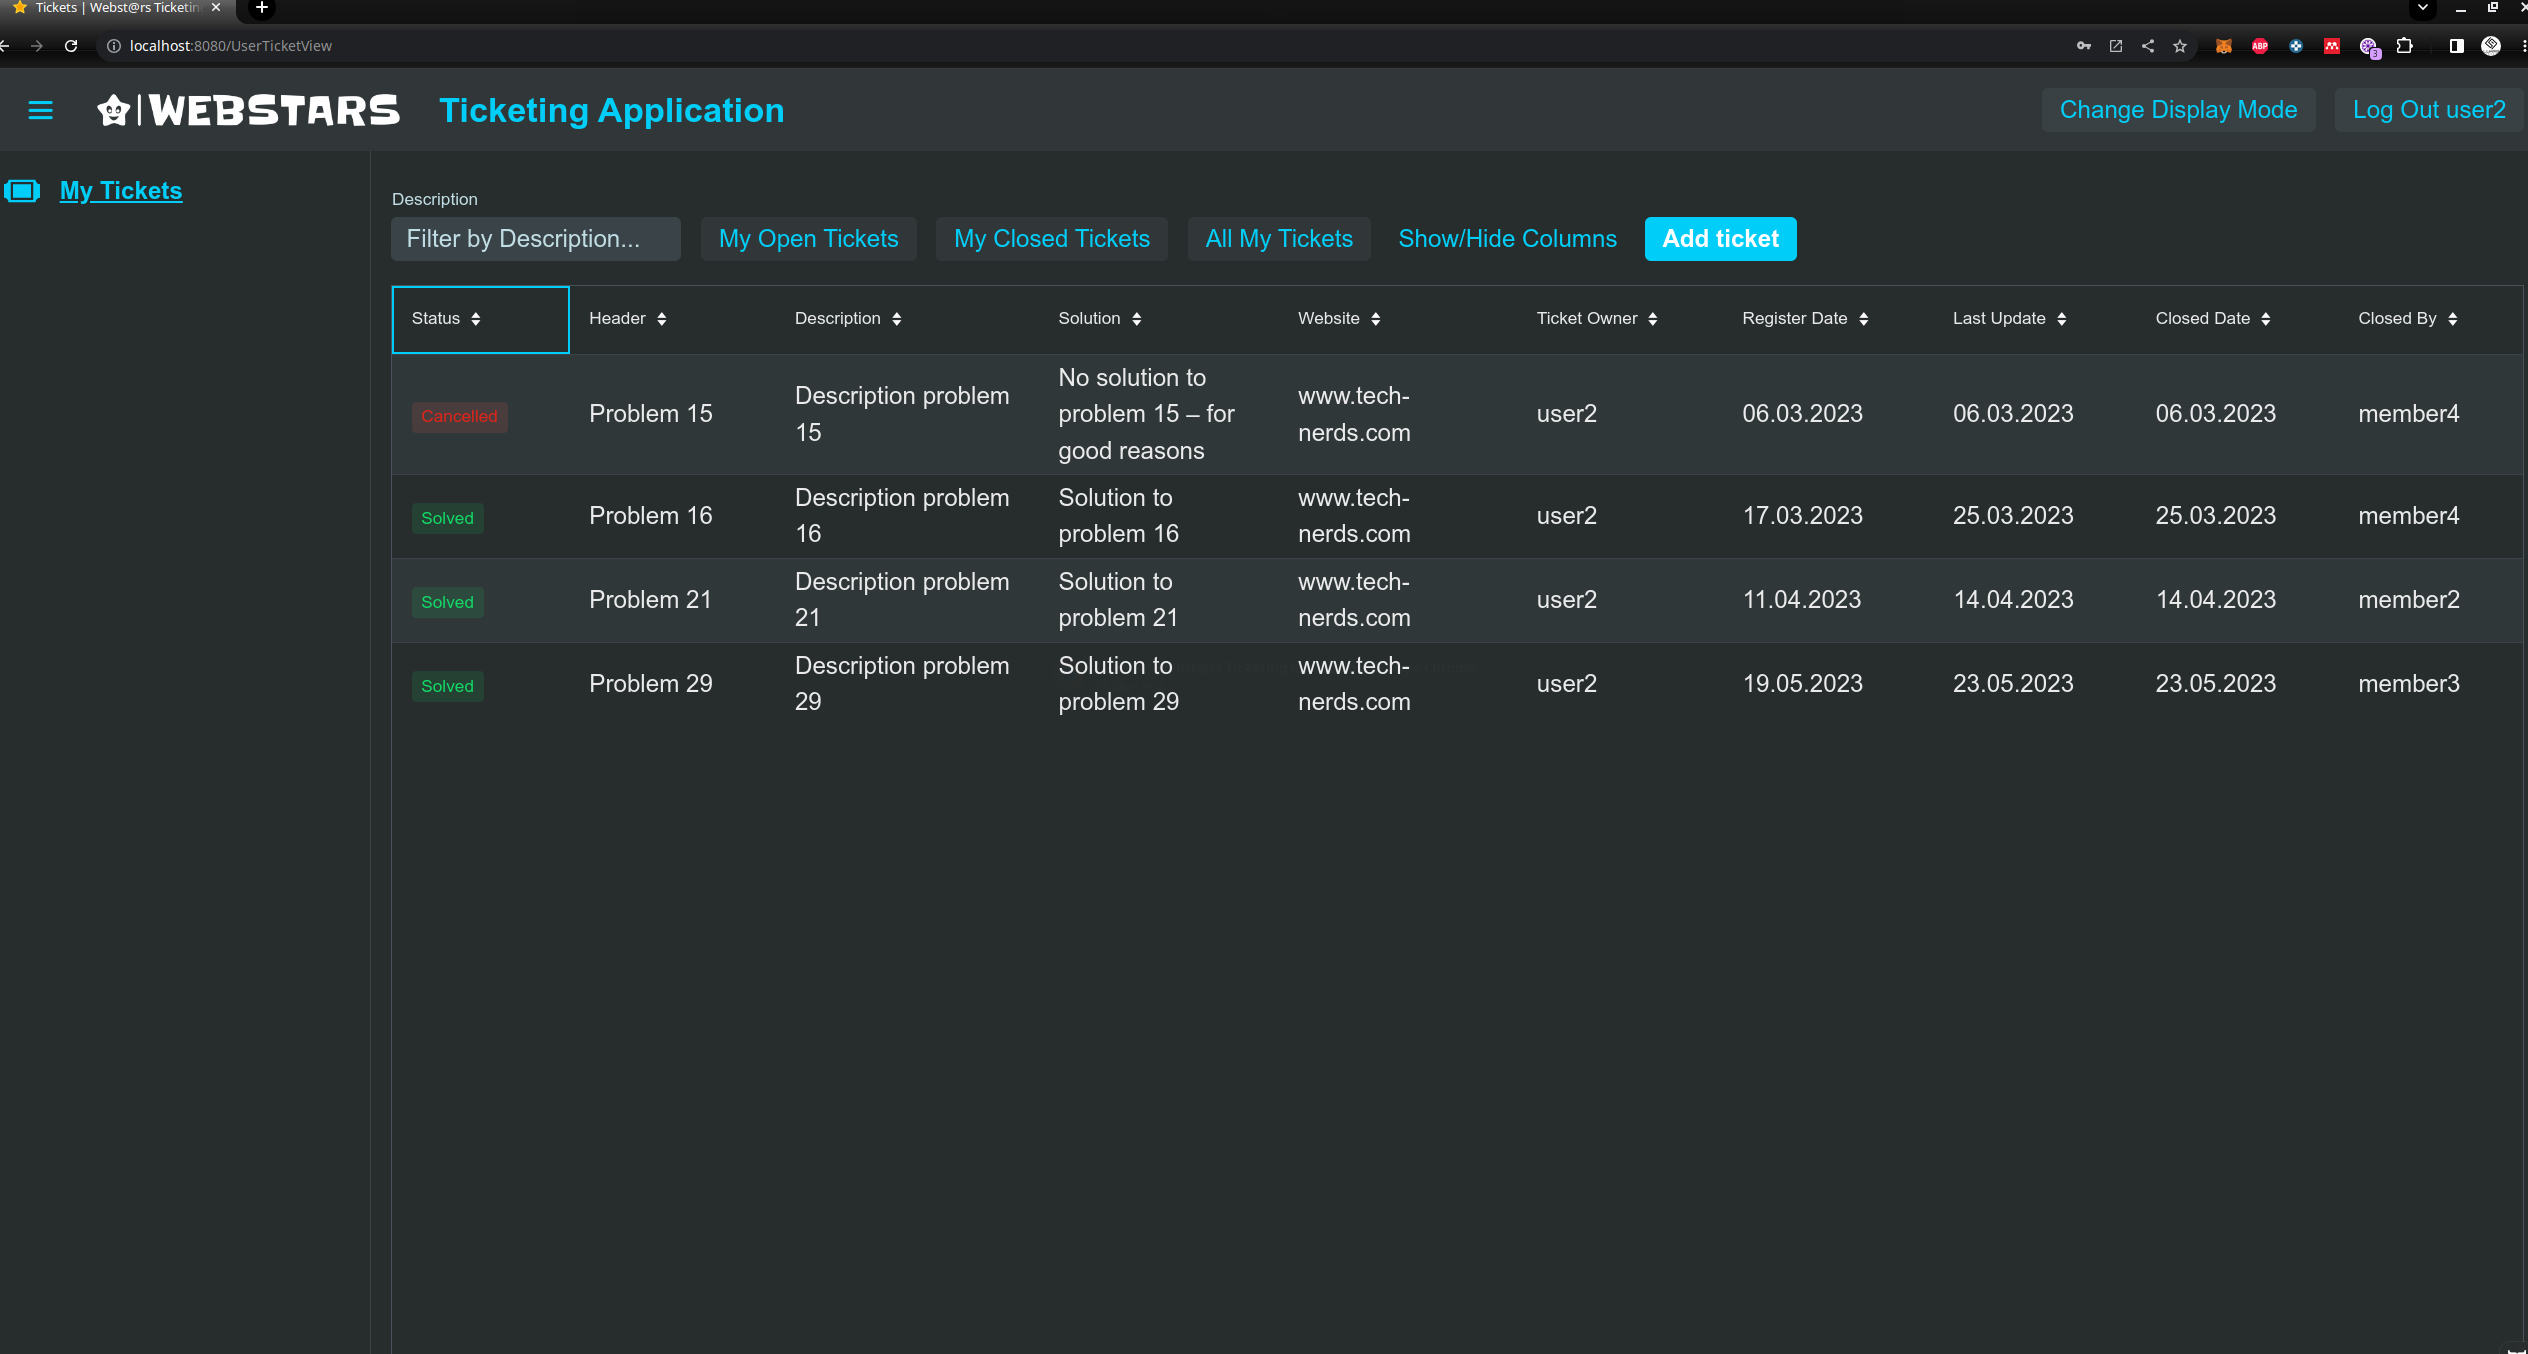 Tickets | Webst@rs Ticketin
localhost:8080/UserTicketView
ABP
3
WEBSTARS
Ticketing Application
Change Display Mode
Log Out user2
My Tickets
Description
Filter by Description...
My Open Tickets
My Closed Tickets
All My Tickets
Show/Hide Columns
Add ticket
Status Header Description Solution Website Ticket Owner Register Date Last Update Closed Date Closed By
Cancelled
Problem 15
Description problem
15
No solution to
problem 15 – for
good reasons
www.tech-
nerds.com
user2
06.03.2023
06.03.2023
06.03.2023
member4
Solved
Problem 16
Description problem
16
Solution to
problem 16
www.tech-
nerds.com
user2
17.03.2023
25.03.2023
25.03.2023
member4
Solved
Problem 21
Description problem
21
Solution to
problem 21
www.tech-
nerds.com
user2
11.04.2023
14.04.2023
14.04.2023
member2
Solved
Problem 29
Description problem
29
Solution to
problem 29
www.tech-
nerds.com
user2
19.05.2023
23.05.2023
23.05.2023
member3